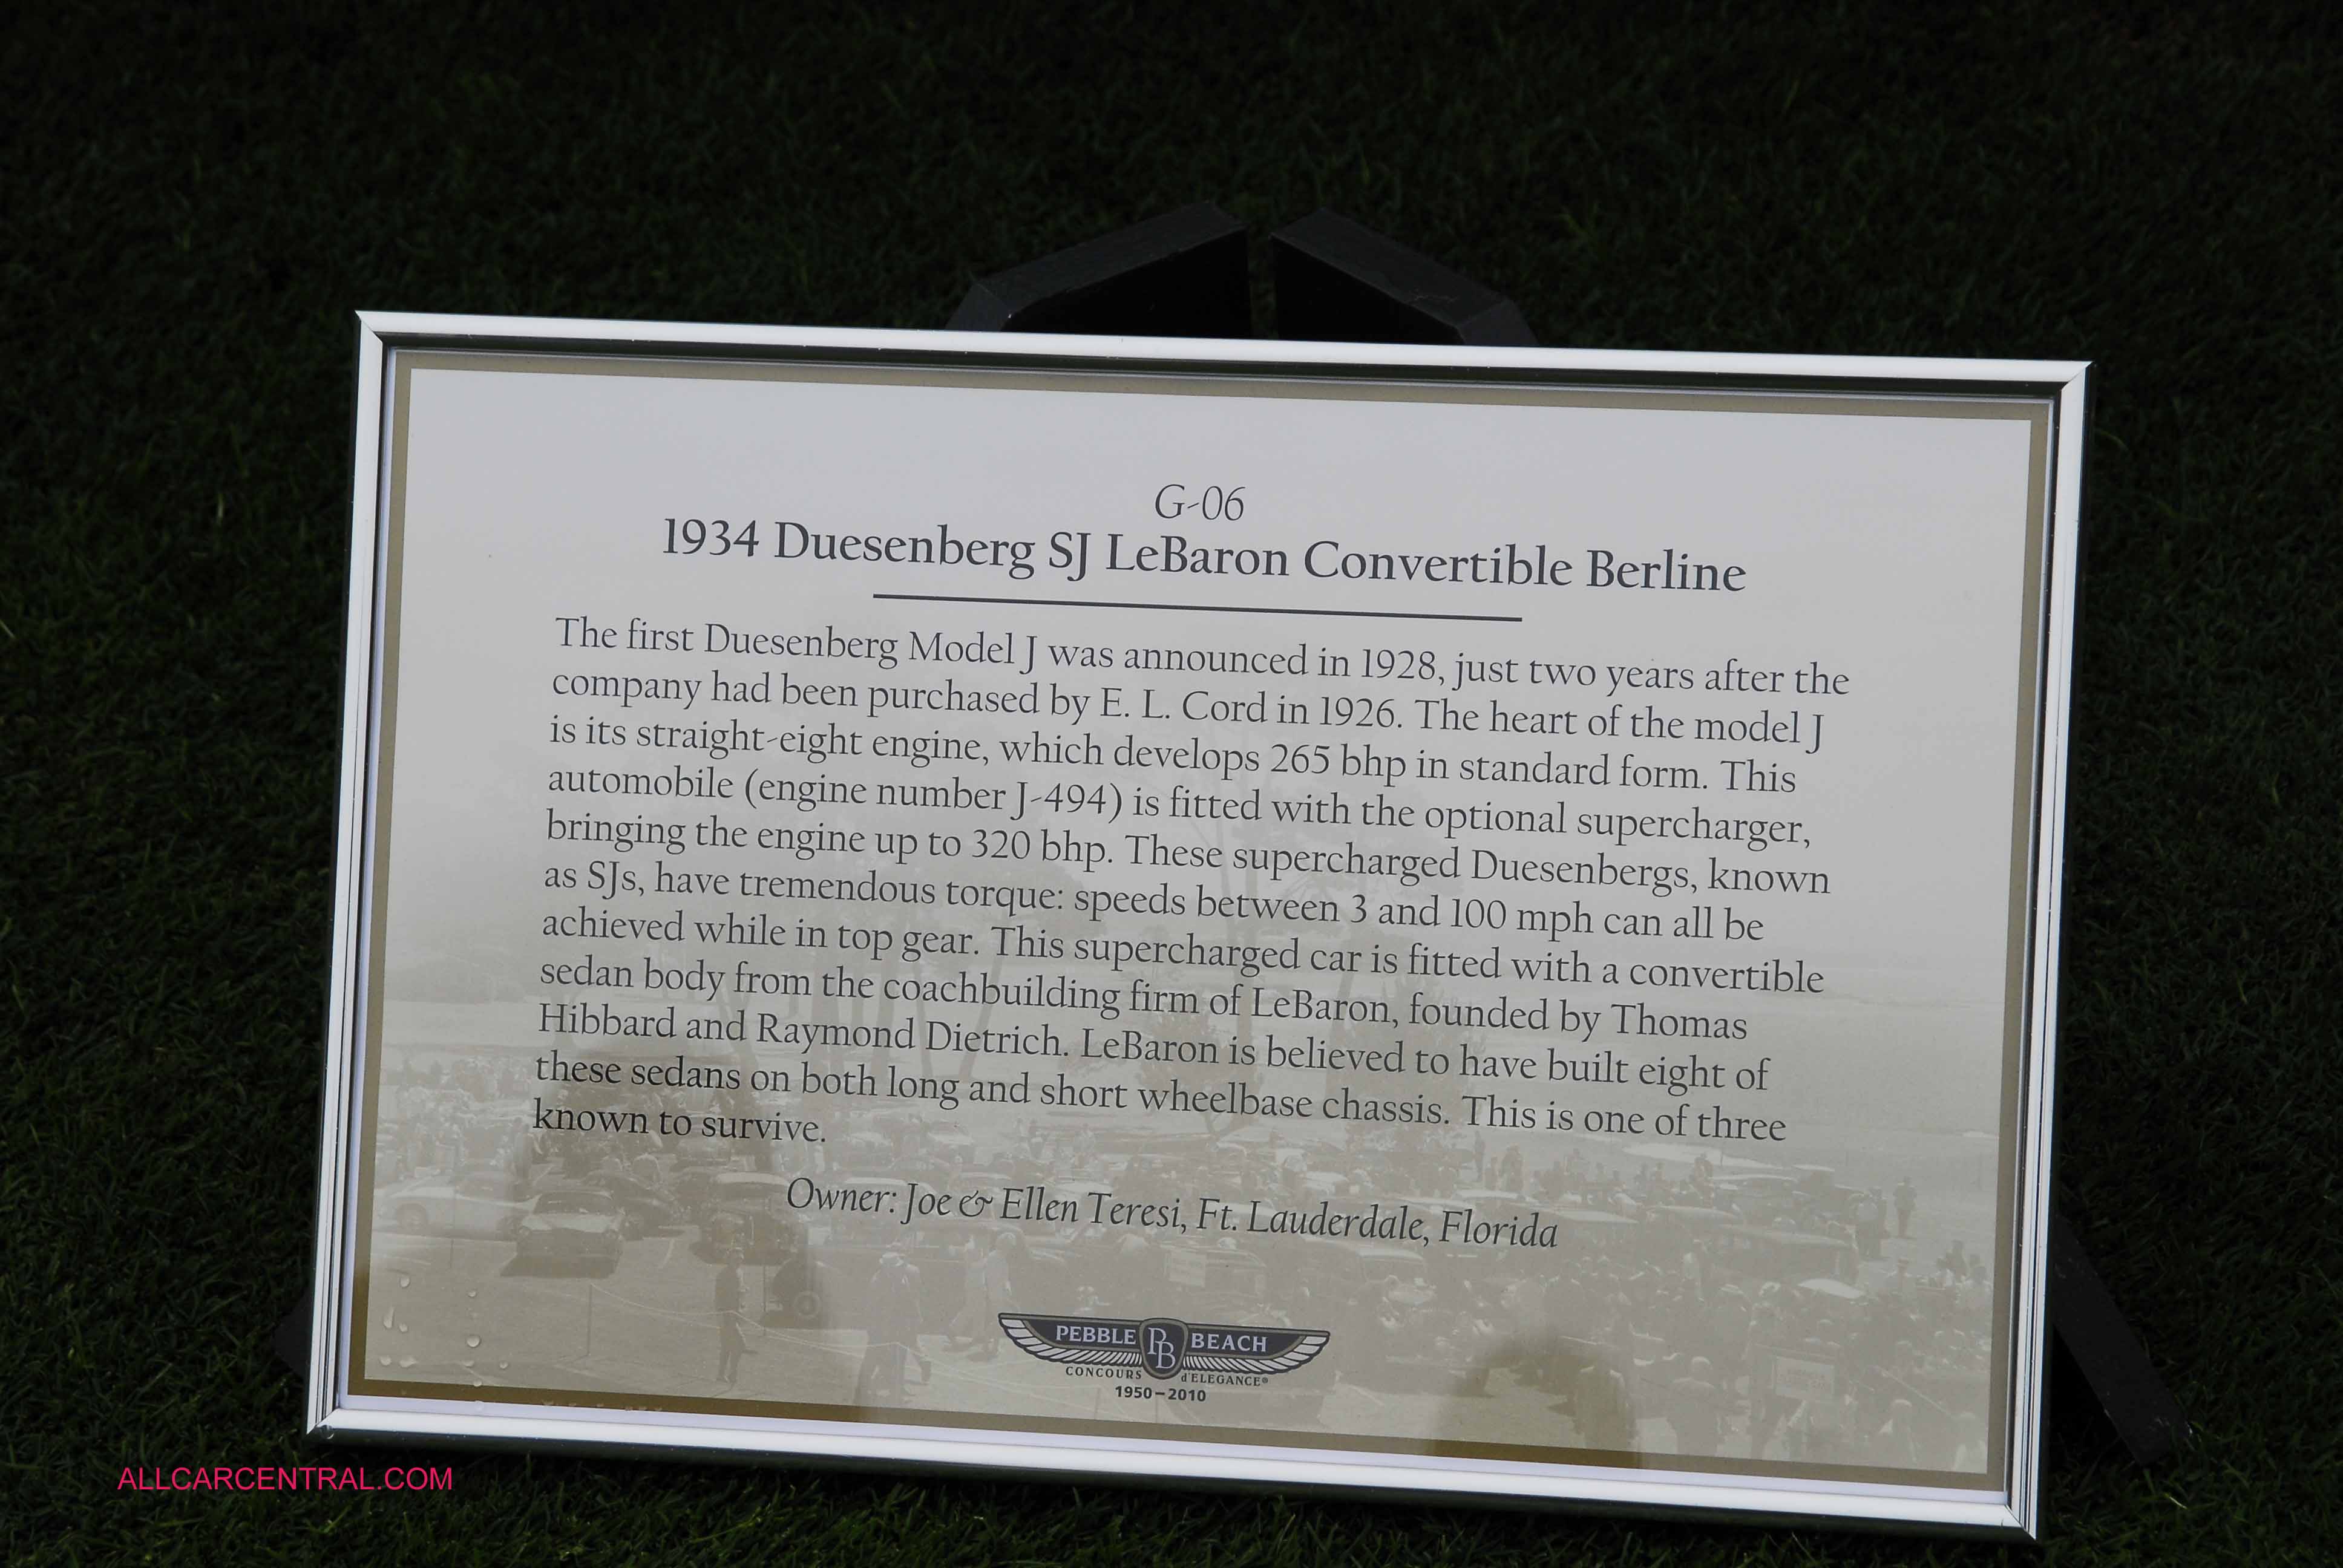 G-06
1934 Duesenberg SJ LeBaron Convertible Berline
The first Duesenberg Model J was announced in 1928, just two years after the
company had been purchased by E. L. Cord in 1926. The heart of the model J
is its straight-eight engine, which develops 265 bhp in standard form. This
automobile (engine number J-494) is fitted with the optional supercharger,
bringing the engine up to 320 bhp. These supercharged Duesenbergs, known
as SJs, have tremendous torque: speeds between 3 and 100 mph can all be
achieved while in top gear. This supercharged car is fitted with a convertible
sedan body from the coachbuilding firm of LeBaron, founded by Thomas
Hibbard and Raymond Dietrich. LeBaron is believed to have built eight of
these sedans on both long and short wheelbase chassis. This is one of three
known to survive.
Owner: Joe & Ellen Teresi, Ft. Lauderdale, Florida
PEBBLE PB BEACH
CONCOURS d'ELEGANCE®
1950-2010
ALLCARCENTRAL.COM